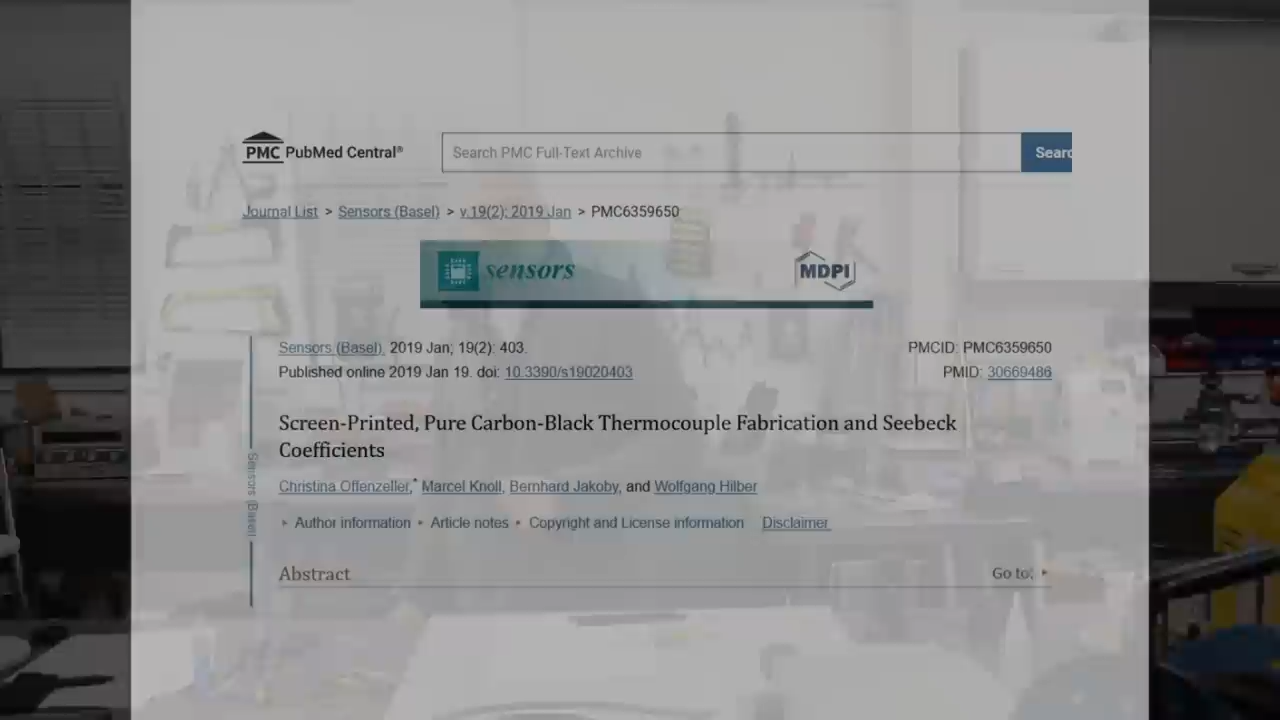 PMC PubMed Central®
Search PMC Full-Text Archive
Searc
Journal List > Sensors (Basel) > v.19(2); 2019 Jan > PMC6359650
sensors
MDPI
Sensors (Basel). 2019 Jan; 19(2): 403.
PMCID: PMC6359650
Published online 2019 Jan 19. doi: 10.3390/s19020403
PMID: 30669486
Screen-Printed, Pure Carbon-Black Thermocouple Fabrication and Seebeck
Coefficients
Christina Offenzeller,* Marcel Knoll, Bernhard Jakoby, and Wolfgang Hilber
Sensors (Basel)
▸ Author information ▸ Article notes ▸ Copyright and License information Disclaimer
Abstract
Go to: ▸